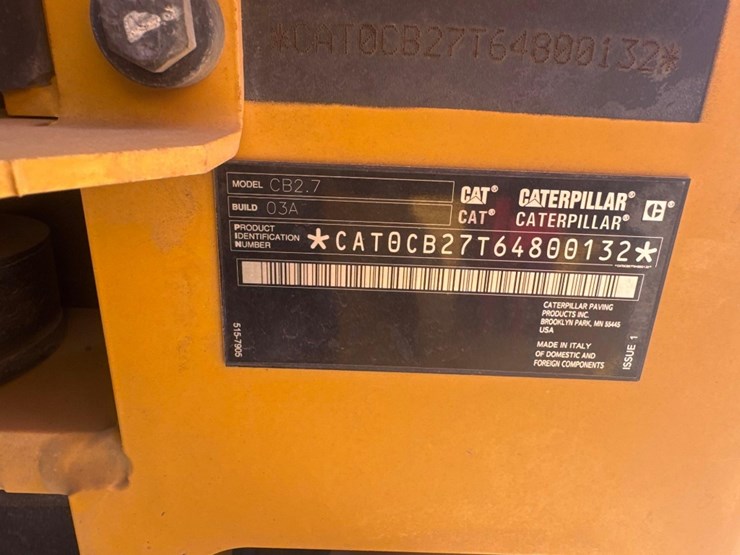 *CAT0CB27T64800132*
MODEL CB2.7
BUILD 03A
CAT® CATERPILLAR®
CAT® CATERPILLAR®
PRODUCT
IDENTIFICATION
NUMBER
*CAT0CB27T64800132*
CATERPILLAR PAVING
PRODUCTS INC.
BROOKLYN PARK, MN 55445
USA
MADE IN ITALY
OF DOMESTIC AND
FOREIGN COMPONENTS
515-7905
ISSUE 1